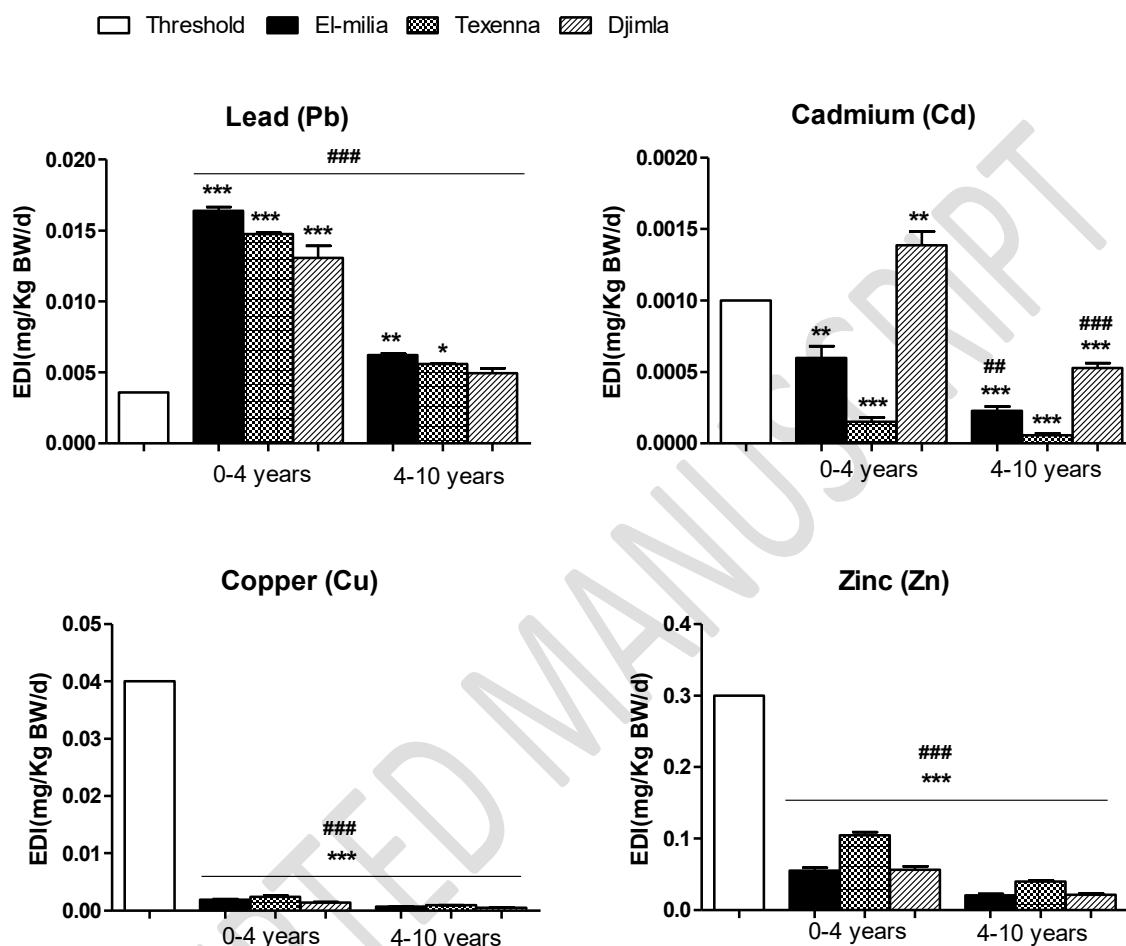 Threshold El-milia Texenna Djimla
Lead (Pb)
EDI(mg/Kg BW/d)
0.020
0.015
0.010
0.005
0.000
###
*** *** ***
** *
0-4 years 4-10 years
Cadmium (Cd)
EDI(mg/Kg BW/d)
0.0020
0.0015
0.0010
0.0005
0.0000
** *** **
## ###
*** *** ***
0-4 years 4-10 years
Copper (Cu)
EDI(mg/Kg BW/d)
0.05
0.04
0.03
0.02
0.01
0.00
###
***
0-4 years 4-10 years
Zinc (Zn)
EDI(mg/Kg BW/d)
0.4
0.3
0.2
0.1
0.0
###
***
0-4 years 4-10 years
TED MANUSCRIPT